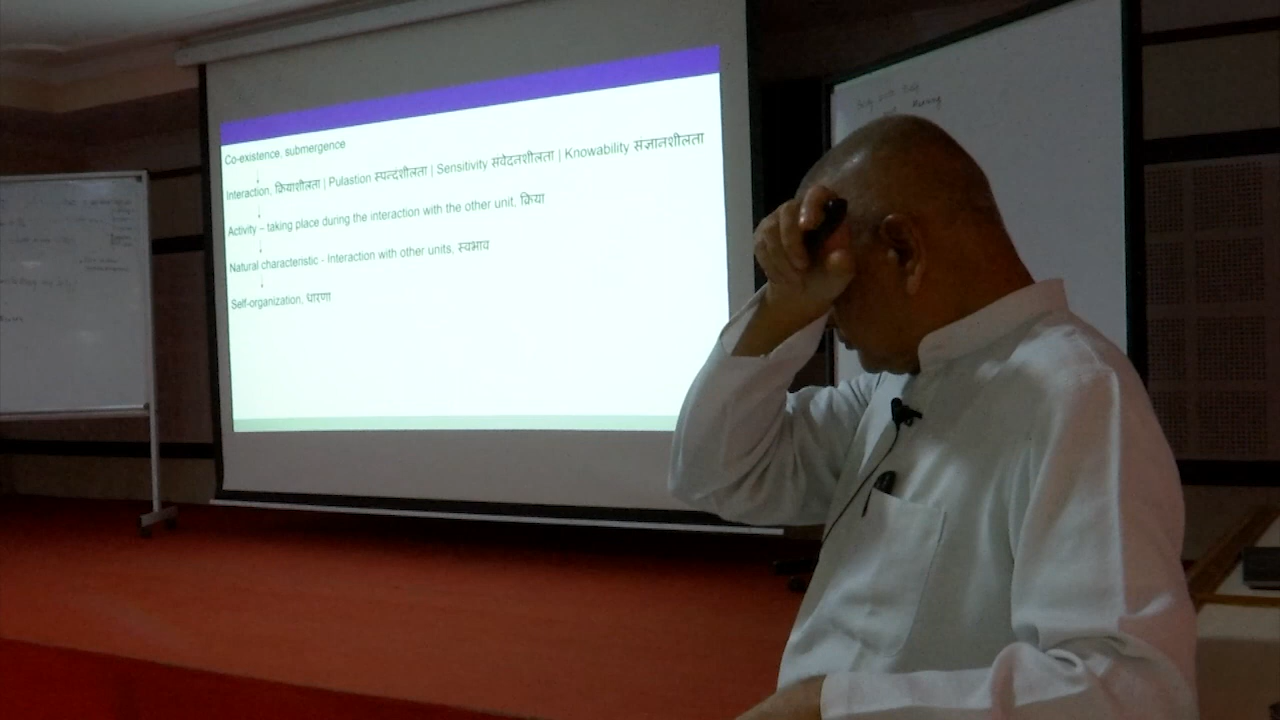 Co-existence, submergence
Interaction, क्रियाशीलता | Pulastion स्पन्दशीलता | Sensitivity संवेदनशीलता | Knowability संज्ञानशीलता
Activity – taking place during the interaction with the other unit, क्रिया
Natural characteristic - Interaction with other units, स्वभाव
Self-organization, धारणा